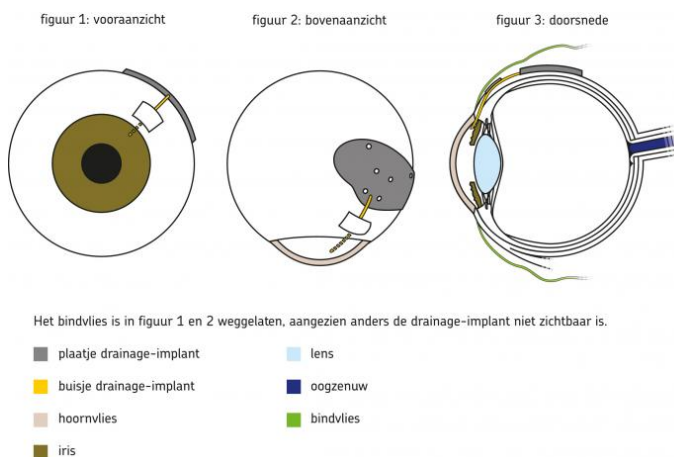 figuur 1: vooraanzicht
figuur 2: bovenaanzicht
figuur 3: doorsnede
Het bindvlies is in figuur 1 en 2 weggelaten, aangezien anders de drainage-implant niet zichtbaar is.
plaatje drainage-implant
buisje drainage-implant
hoornvlies
iris
lens
oogzenuw
bindvlies